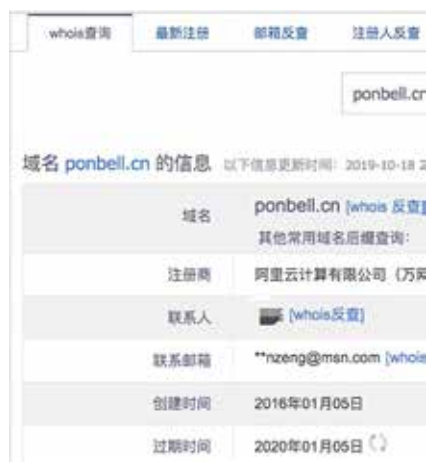 whois查询 最新注册 邮箱反查 注册人反查
ponbell.cn
域名 ponbell.cn 的信息 以下信息更新时间: 2019-10-18 2
域名 ponbell.cn [whois 反查]
其他常用域名后缀查询:
注册商 阿里云计算有限公司（万网
联系人 [whois反查]
联系邮箱 **nzeng@msn.com [whois
创建时间 2016年01月05日
过期时间 2020年01月05日